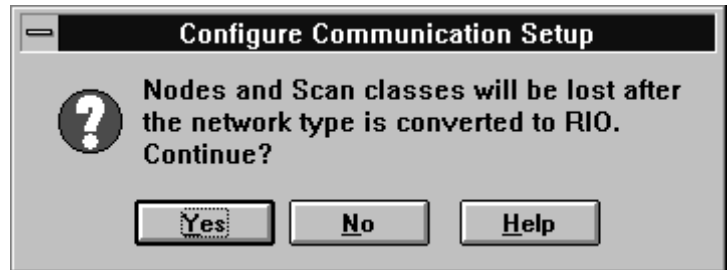 Configure Communication Setup
Nodes and Scan classes will be lost after
the network type is converted to RIO.
Continue?
Yes No Help